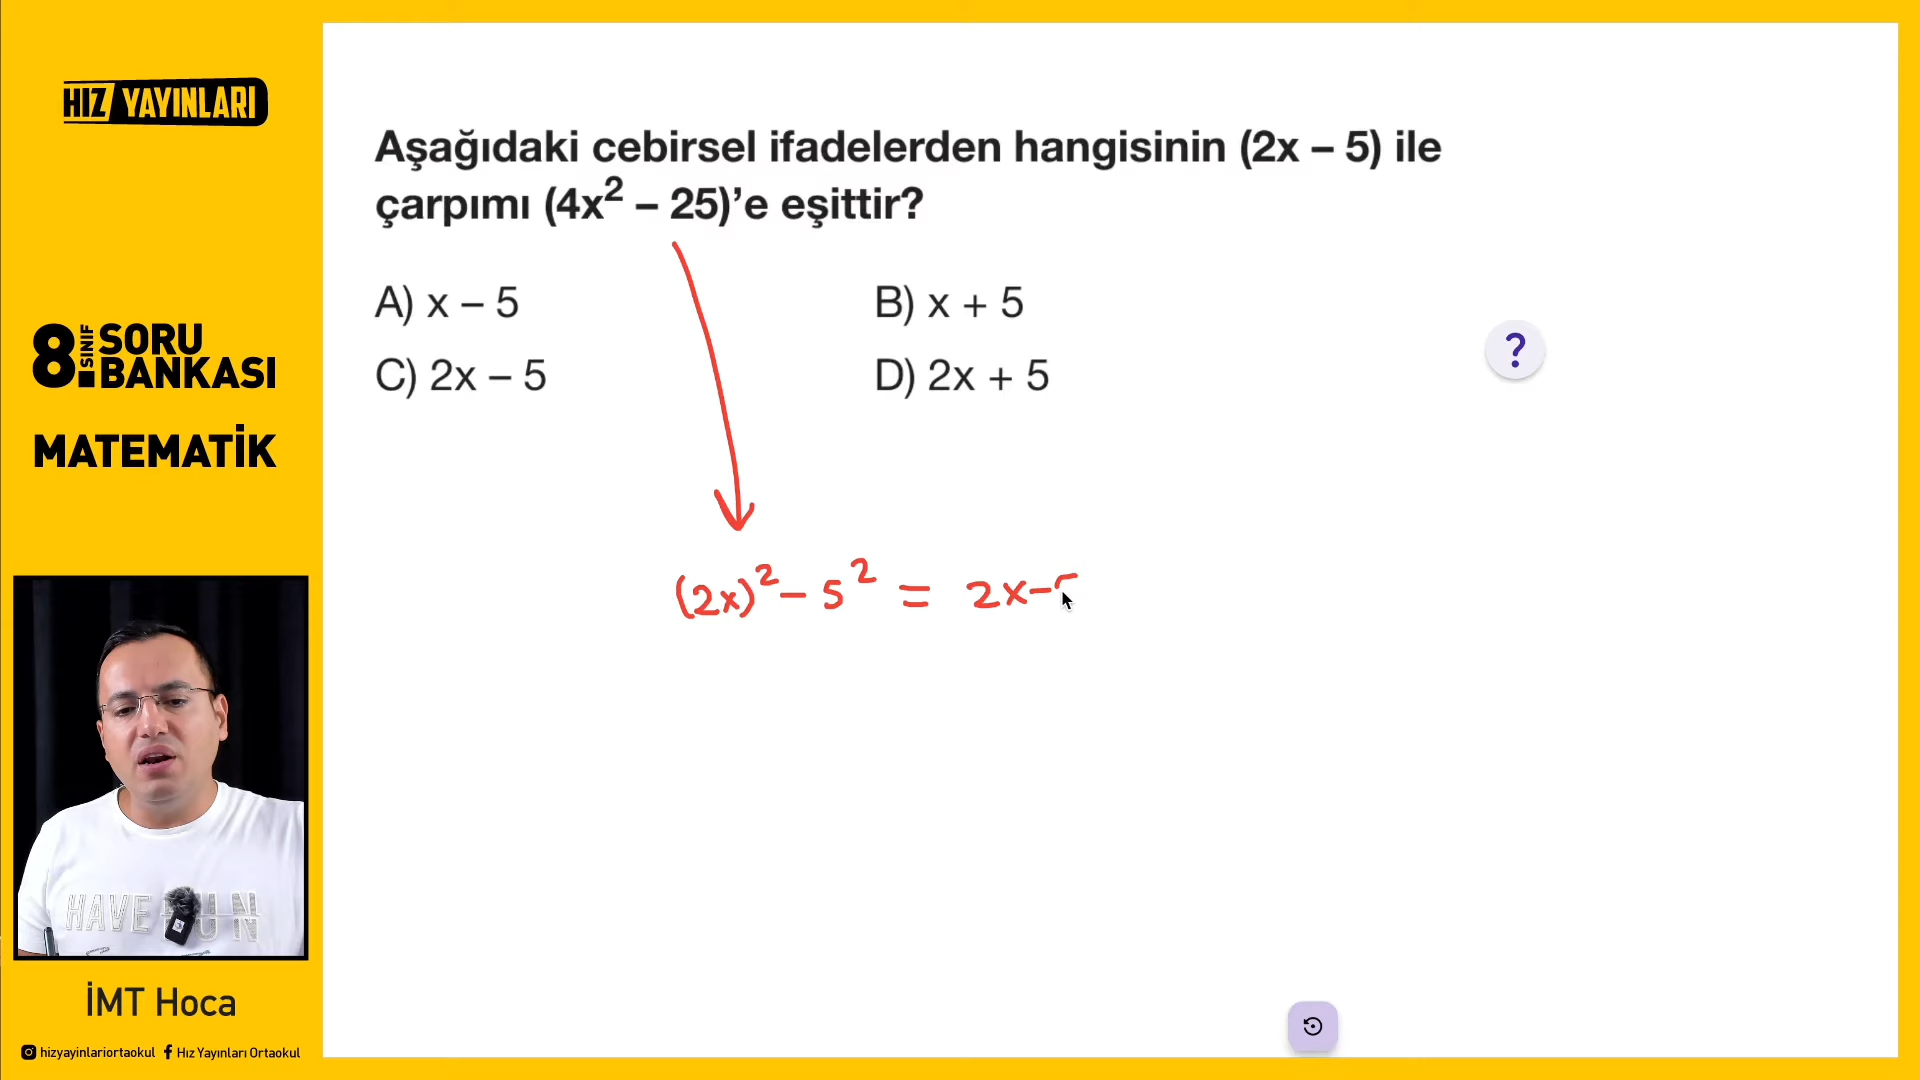 HIZ YAYINLARI
8. SINIF SORU BANKASI
MATEMATİK
Aşağıdaki cebirsel ifadelerden hangisinin (2x – 5) ile
çarpımı (4x² – 25)’e eşittir?
A) x – 5
B) x + 5
C) 2x – 5
D) 2x + 5
?
(2x)² – 5² = 2x–
HAVE FUN
İMT Hoca
hizyayinlariortaokul Hız Yayınları Ortaokul